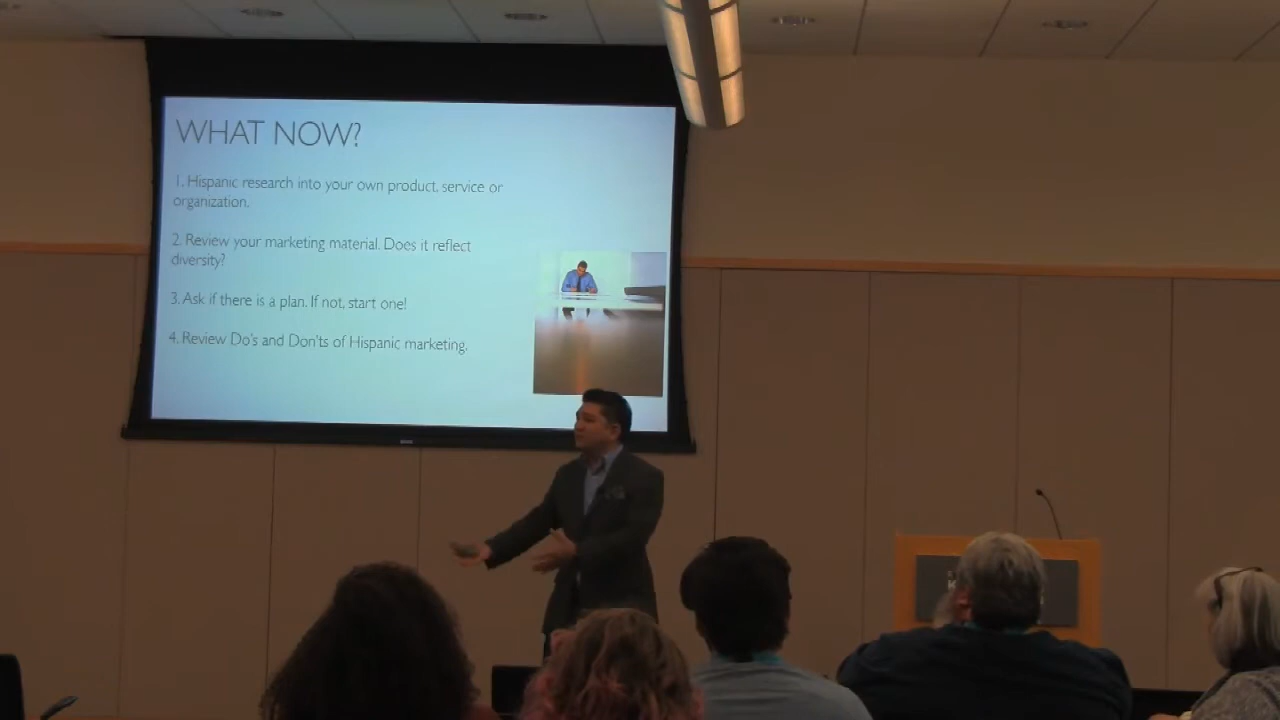 WHAT NOW?
1. Hispanic research into your own product, service or
organization.
2. Review your marketing material. Does it reflect
diversity?
3. Ask if there is a plan. If not, start one!
4. Review Do's and Don'ts of Hispanic marketing.